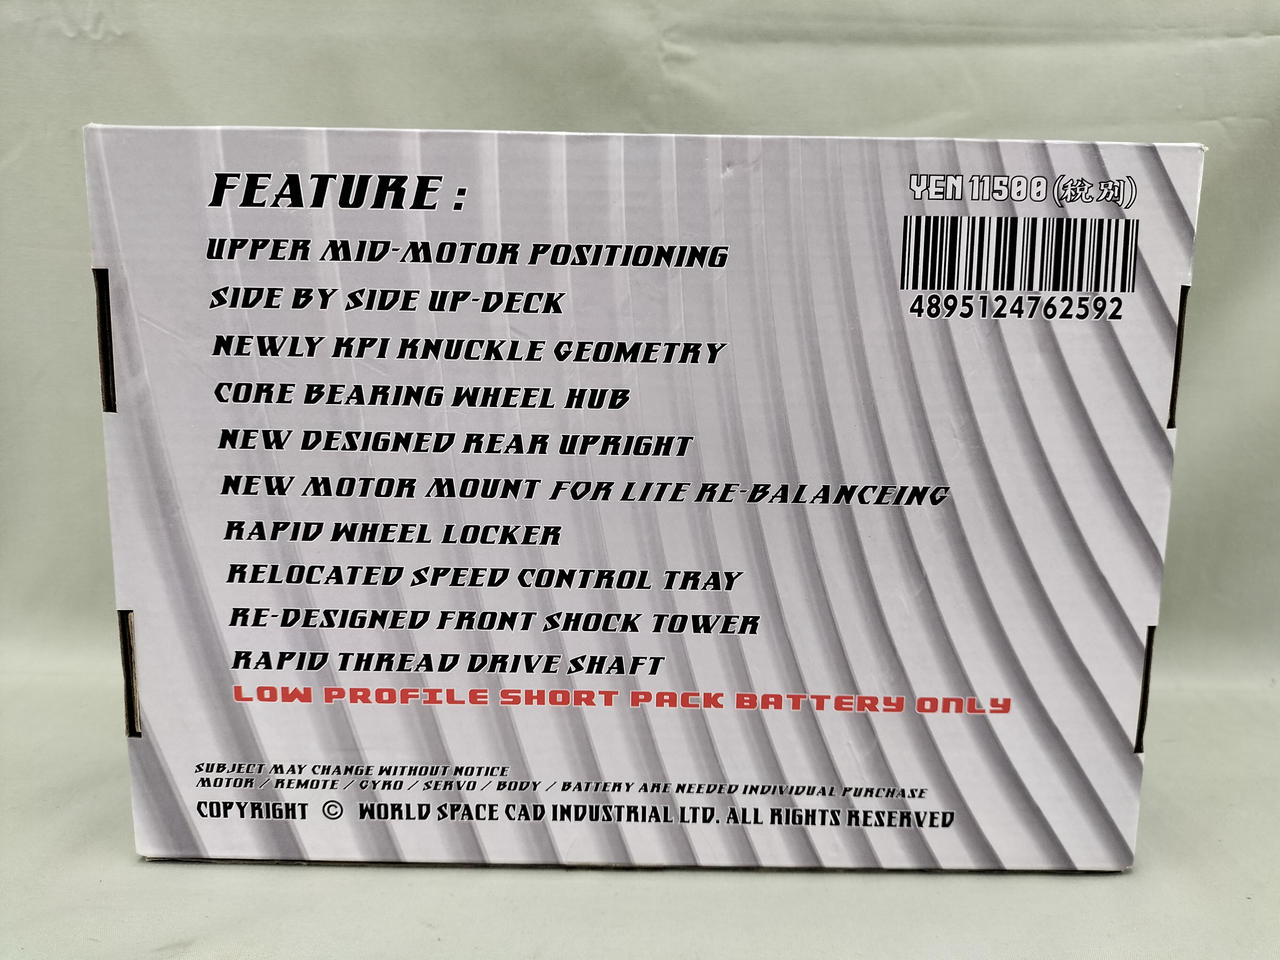 FEATURE :
YEN 11500 (税別)
4895124762592
UPPER MID-MOTOR POSITIONING
SIDE BY SIDE UP-DECK
NEWLY KPI KNUCKLE GEOMETRY
CORE BEARING WHEEL HUB
NEW DESIGNED REAR UPRIGHT
NEW MOTOR MOUNT FOR LITE RE-BALANCEING
RAPID WHEEL LOCKER
RELOCATED SPEED CONTROL TRAY
RE-DESIGNED FRONT SHOCK TOWER
RAPID THREAD DRIVE SHAFT
LOW PROFILE SHORT PACK BATTERY ONLY
SUBJECT MAY CHANGE WITHOUT NOTICE
MOTOR / REMOTE / GYRO / SERVO / BODY / BATTERY ARE NEEDED INDIVIDUAL PURCHASE
COPYRIGHT © WORLD SPACE CAD INDUSTRIAL LTD. ALL RIGHTS RESERVED